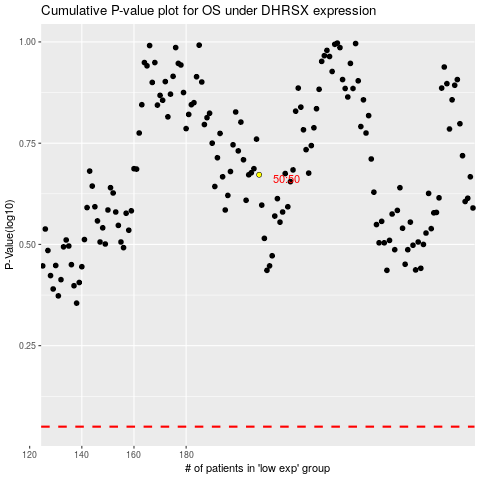 Cumulative P-value plot for OS under DHRSX expression
1.00
0.75
0.50
0.25
P-Value(log10)
50:50
120 140 160 180
# of patients in 'low exp' group